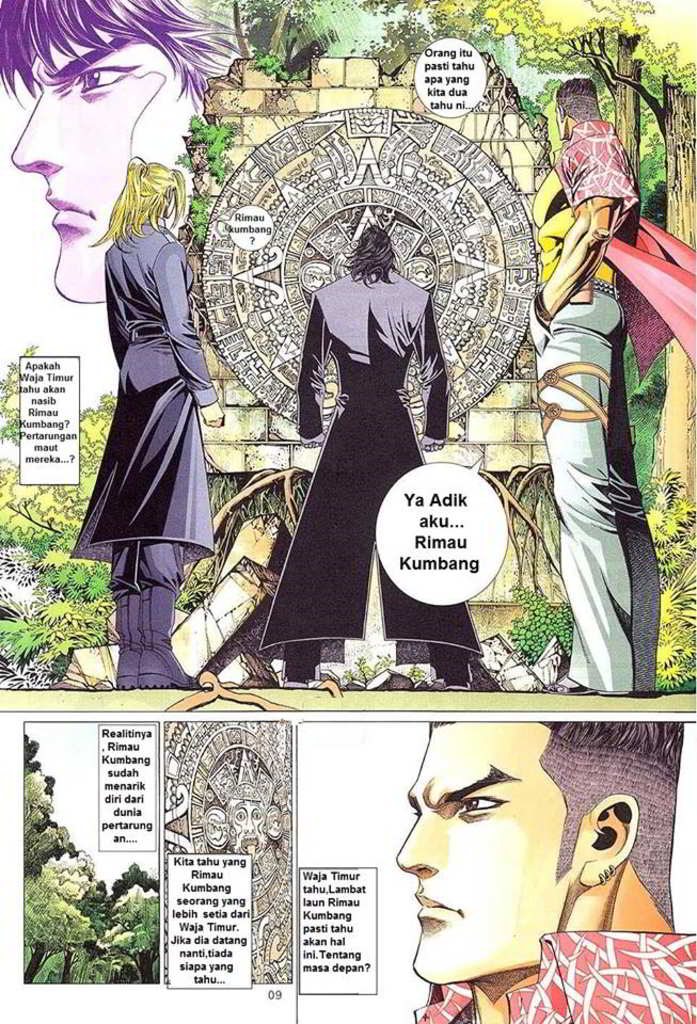 Orang itu
pasti tahu
apa yang
kita yang
dua
tahu ni...
Rimau
kumbang
?
Apakah
Waja Timur
tahu akan
nasib
Rimau
Kumbang?
Pertarungan
maut
mereka...?
Ya Adik
aku...
Rimau
Kumbang
Realitinya
, Rimau
Kumbang
sudah
menarik
diri dari
dunia
pertarung
an....
Kita tahu yang
Rimau
Kumbang
seorang yang
lebih setia dari
Waja Timur.
Jika dia datang
nanti,tiada
siapa yang
tahu...
Waja Timur
tahu,Lambat
laun Rimau
Kumbang
pasti tahu
akan hal
ini.Tentang
masa depan?
09